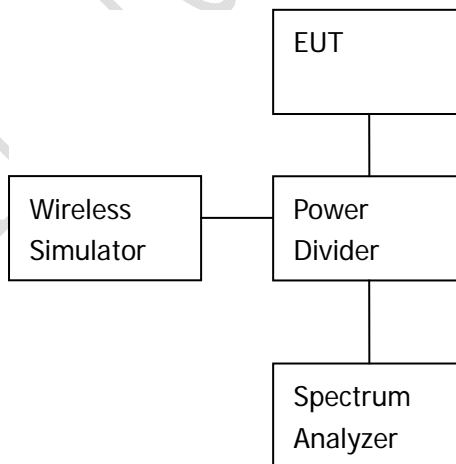 EUT
Wireless
Simulator
Power
Divider
Spectrum
Analyzer